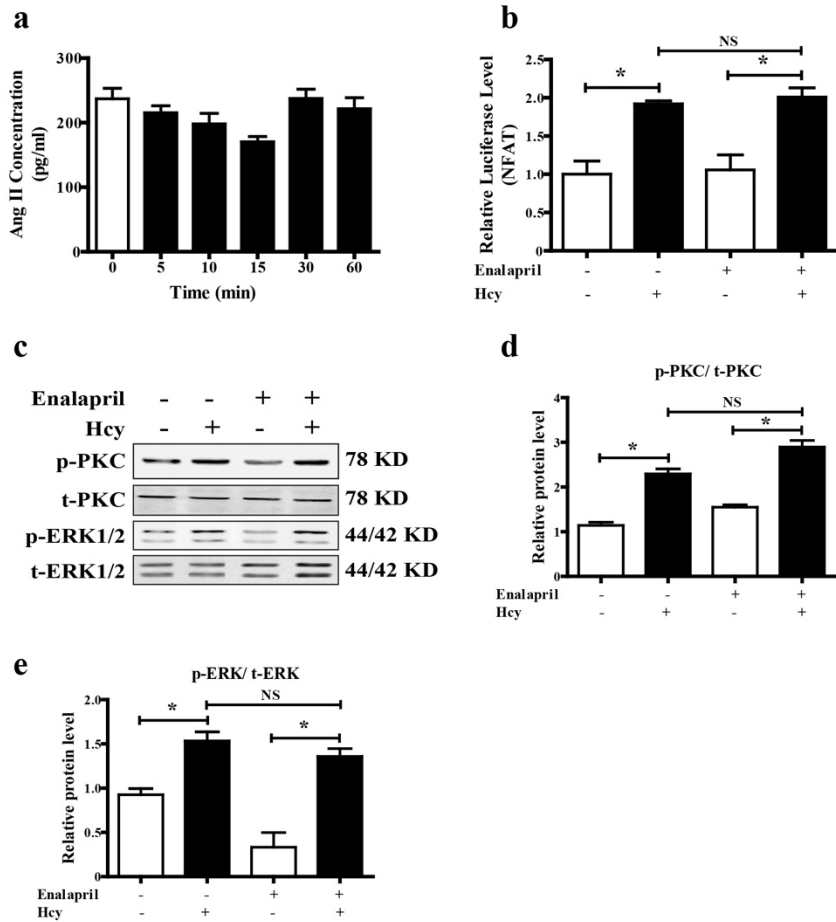 a
Ang II Concentration
(pg/ml)
300
200
100
0
0 5 10 15 30 60
Time (min)
b
Relative Luciferase Level
(NFAT)
2.5
2.0
1.5
1.0
0.5
0
NS
* *
Enalapril - - + +
Hcy - + - +
c
Enalapril - - + +
Hcy - + - +
p-PKC 78 KD
t-PKC 78 KD
p-ERK1/2 44/42 KD
t-ERK1/2 44/42 KD
d
p-PKC/ t-PKC
Relative protein level
4
3
2
1
0
NS
* *
Enalapril - - + +
Hcy - + - +
e
p-ERK/ t-ERK
Relative protein level
2.0
1.5
1.0
0.5
0
NS
* *
Enalapril - - + +
Hcy - + - +